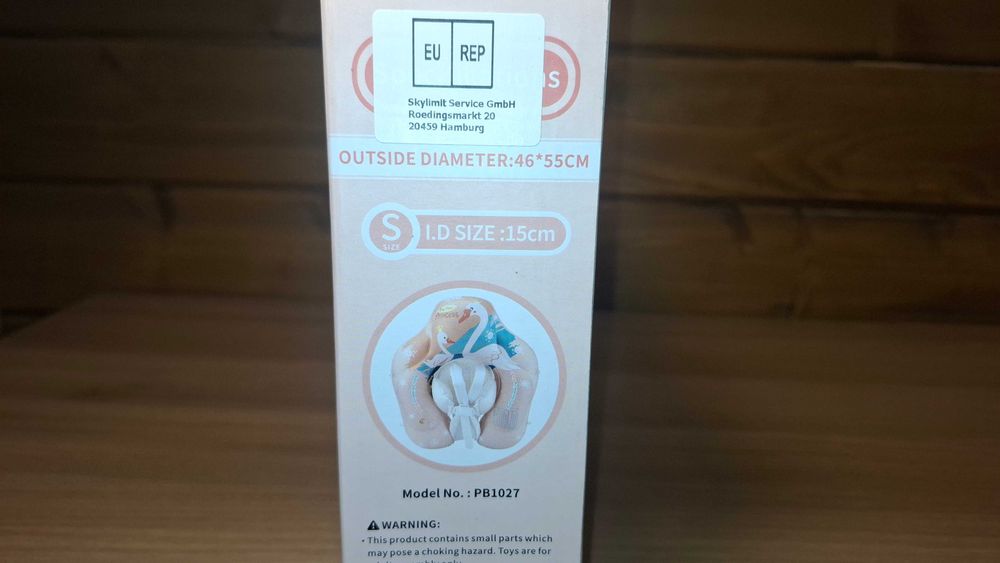 EU REP
Skylimit Service GmbH
Roedingsmarkt 20
20459 Hamburg
OUTSIDE DIAMETER:46*55CM
S
SIZE
I.D SIZE :15cm
Model No. : PB1027
WARNING:
· This product contains small parts which
may pose a choking hazard. Toys are for